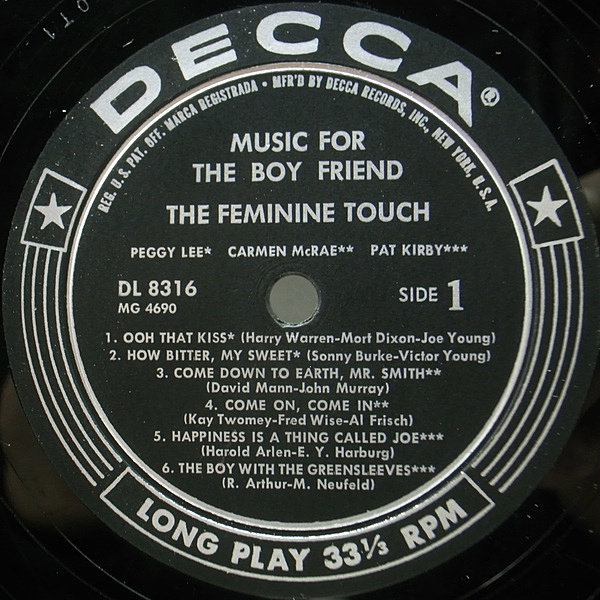 DECCA®
REG. U.S. PAT. OFF. MARCA REGISTRADA • MFR'D BY DECCA RECORDS, INC., NEW YORK, U.S.A.
MUSIC FOR
THE BOY FRIEND
THE FEMININE TOUCH
PEGGY LEE* CARMEN McRAE** PAT KIRBY***
DL 8316
MG 4690
SIDE 1
1. OOH THAT KISS* (Harry Warren-Mort Dixon-Joe Young)
2. HOW BITTER, MY SWEET* (Sonny Burke-Victor Young)
3. COME DOWN TO EARTH, MR. SMITH**
(David Mann-John Murray)
4. COME ON, COME IN**
(Kay Twomey-Fred Wise-Al Frisch)
5. HAPPINESS IS A THING CALLED JOE***
(Harold Arlen-E. Y. Harburg)
6. THE BOY WITH THE GREENSLEEVES***
(R. Arthur-M. Neufeld)
LONG PLAY 33⅓ RPM